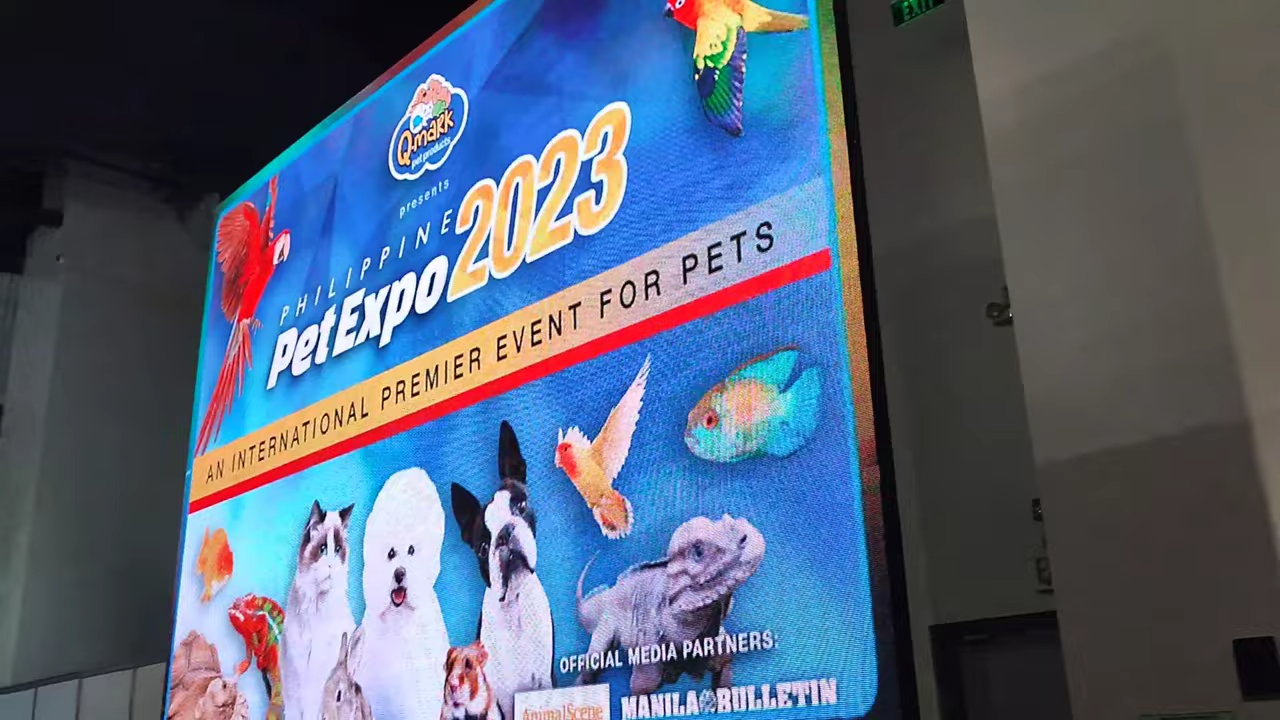 EXIT
Q-mark
pet products
presents
PHILIPPINE
PetExpo 2023
AN INTERNATIONAL PREMIER EVENT FOR PETS
OFFICIAL MEDIA PARTNERS:
AnimalScene
MANILA BULLETIN